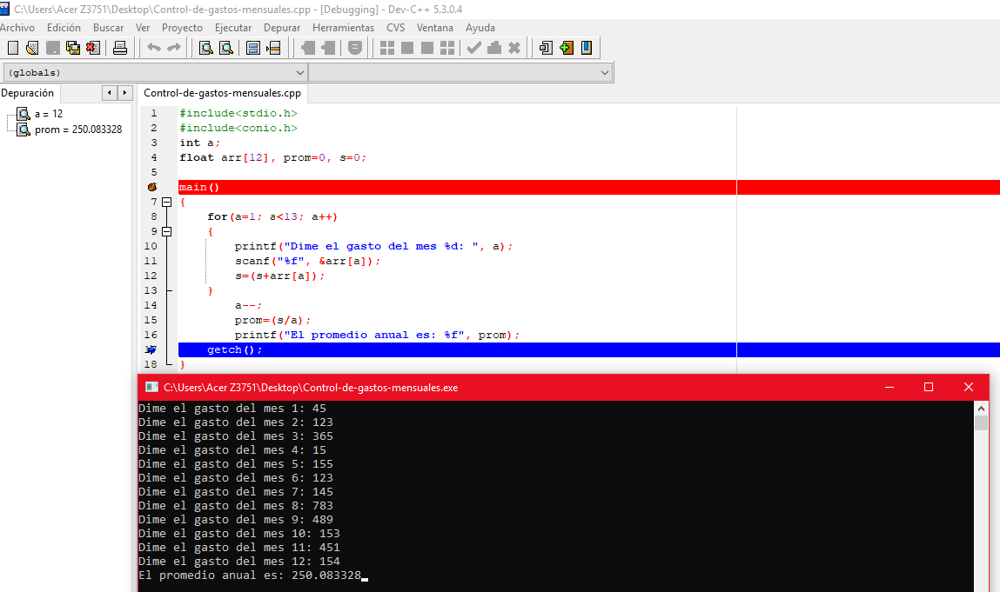 C:\Users\Acer Z3751\Desktop\Control-de-gastos-mensuales.cpp - [Debugging] - Dev-C++ 5.3.0.4
Archivo Edición Buscar Ver Proyecto Ejecutar Depurar Herramientas CVS Ventana Ayuda
(globals)
Depuración
Control-de-gastos-mensuales.cpp
a = 12
prom = 250.083328
1 #include<stdio.h>
2 #include<conio.h>
3 int a;
4 float arr[12], prom=0, s=0;
5
main()
7 {
8 for(a=1; a<13; a++)
9 {
10 printf("Dime el gasto del mes %d: ", a);
11 scanf("%f", &arr[a]);
12 s=(s+arr[a]);
13 }
14 a--;
15 prom=(s/a);
16 printf("El promedio anual es: %f", prom);
getch();
18 }
C:\Users\Acer Z3751\Desktop\Control-de-gastos-mensuales.exe
Dime el gasto del mes 1: 45
Dime el gasto del mes 2: 123
Dime el gasto del mes 3: 365
Dime el gasto del mes 4: 15
Dime el gasto del mes 5: 155
Dime el gasto del mes 6: 123
Dime el gasto del mes 7: 145
Dime el gasto del mes 8: 783
Dime el gasto del mes 9: 489
Dime el gasto del mes 10: 153
Dime el gasto del mes 11: 451
Dime el gasto del mes 12: 154
El promedio anual es: 250.083328